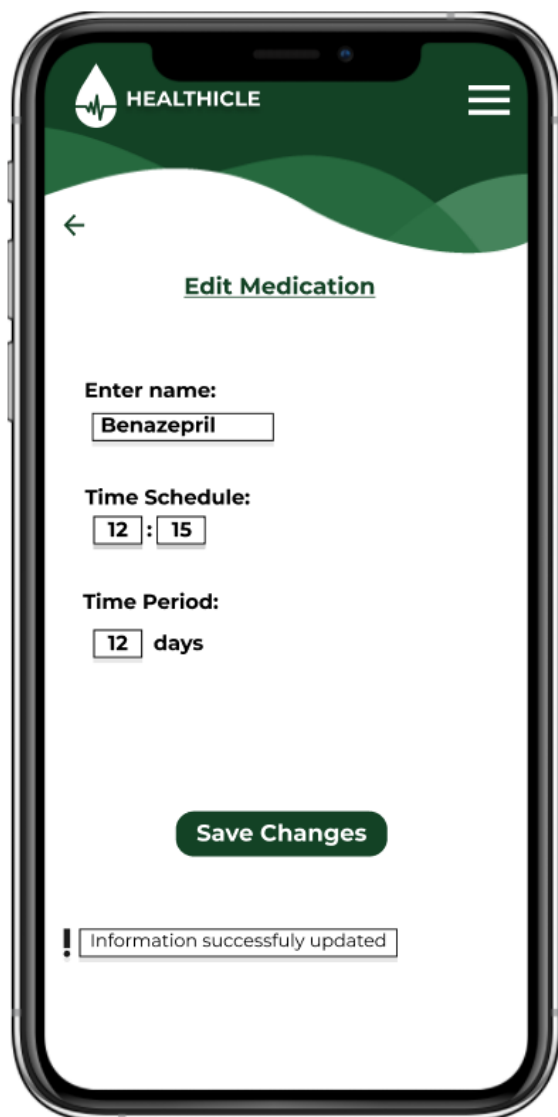 HEALTHICLE
Edit Medication
Enter name:
Benazepril
Time Schedule:
12 : 15
Time Period:
12 days
Save Changes
! Information successfuly updated